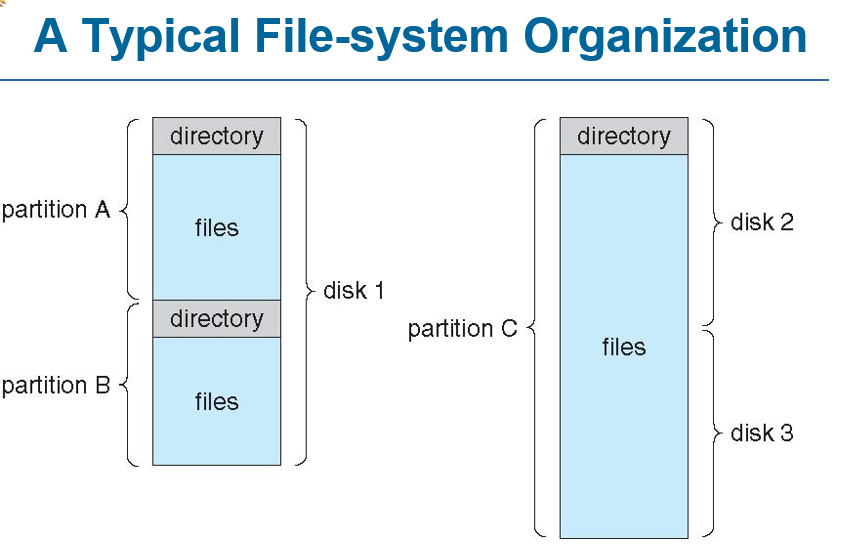 A Typical File-system Organization
directory
partition A
files
disk 1
directory
partition B
files
directory
disk 2
partition C
files
disk 3